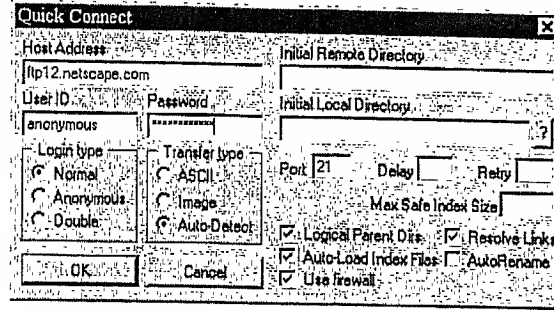 Quick Connect
Host Address
ftp12.netscape.com
User ID
Password
anonymous
***********
Login type
Normal
Anonymous
Double
Transfer type
ASCII
Image
Auto-Detect
OK
Cancel
Initial Remote Directory
Initial Local Directory
?
Port 21 Delay Retry
Max Safe Index Size
Logical Parent Dirs Resolve Links
Auto-Load Index Files AutoRename
Use firewall